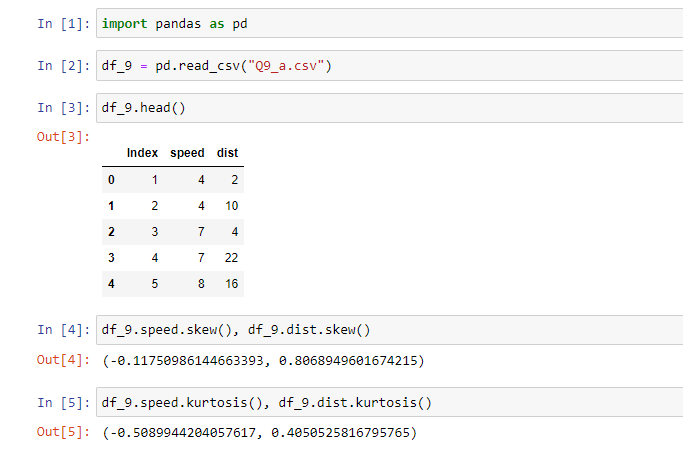 In [1]: import pandas as pd
In [2]: df_9 = pd.read_csv("Q9_a.csv")
In [3]: df_9.head()
Out[3]:
Index speed dist
0 1 4 2
1 2 4 10
2 3 7 4
3 4 7 22
4 5 8 16
In [4]: df_9.speed.skew(), df_9.dist.skew()
Out[4]: (-0.11750986144663393, 0.8068949601674215)
In [5]: df_9.speed.kurtosis(), df_9.dist.kurtosis()
Out[5]: (-0.5089944204057617, 0.4050525816795765)